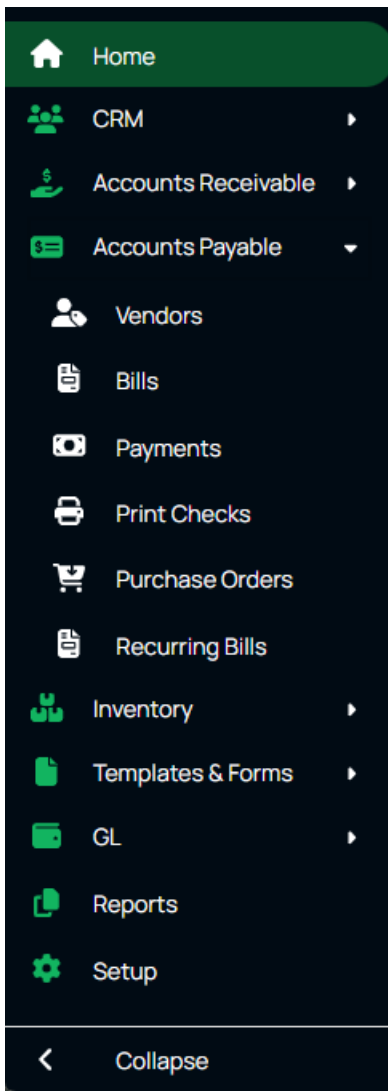 Home
CRM
Accounts Receivable
Accounts Payable
Vendors
Bills
Payments
Print Checks
Purchase Orders
Recurring Bills
Inventory
Templates & Forms
GL
Reports
Setup
Collapse